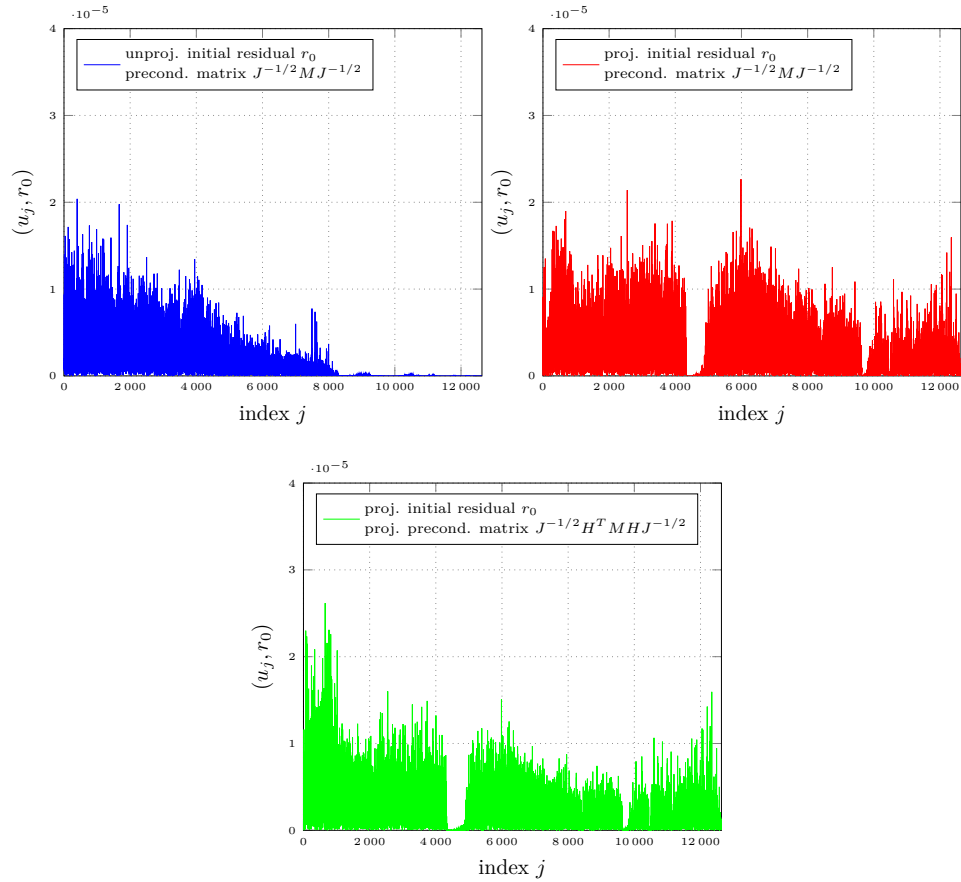 ·10⁻⁵
4
3
2
1
0
(u_j, r_0)
unproj. initial residual r_0
precond. matrix J^{-1/2}MJ^{-1/2}
0 2 000 4 000 6 000 8 000 10 000 12 000
index j
·10⁻⁵
4
3
2
1
0
(u_j, r_0)
proj. initial residual r_0
precond. matrix J^{-1/2}MJ^{-1/2}
0 2 000 4 000 6 000 8 000 10 000 12 000
index j
·10⁻⁵
4
3
2
1
0
(u_j, r_0)
proj. initial residual r_0
proj. precond. matrix J^{-1/2}H^T MHJ^{-1/2}
0 2 000 4 000 6 000 8 000 10 000 12 000
index j